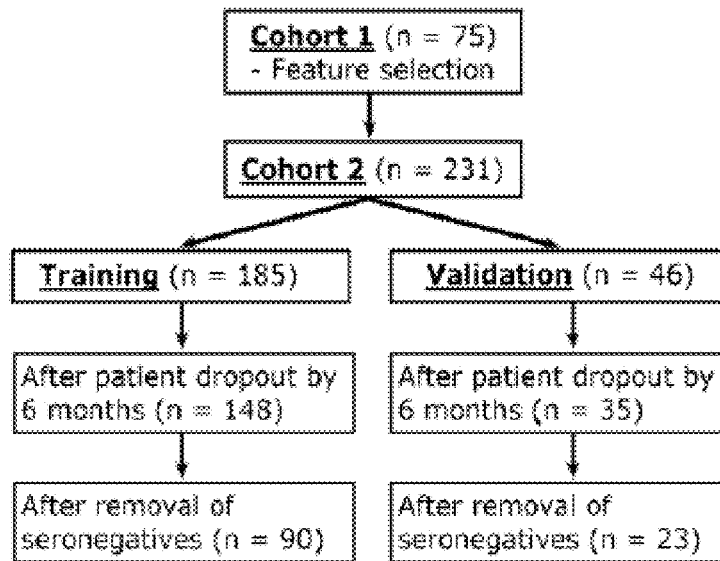 Cohort 1 (n = 75)
- Feature selection
Cohort 2 (n = 231)
Training (n = 185)
Validation (n = 46)
After patient dropout by
6 months (n = 148)
After patient dropout by
6 months (n = 35)
After removal of
seronegatives (n = 90)
After removal of
seronegatives (n = 23)